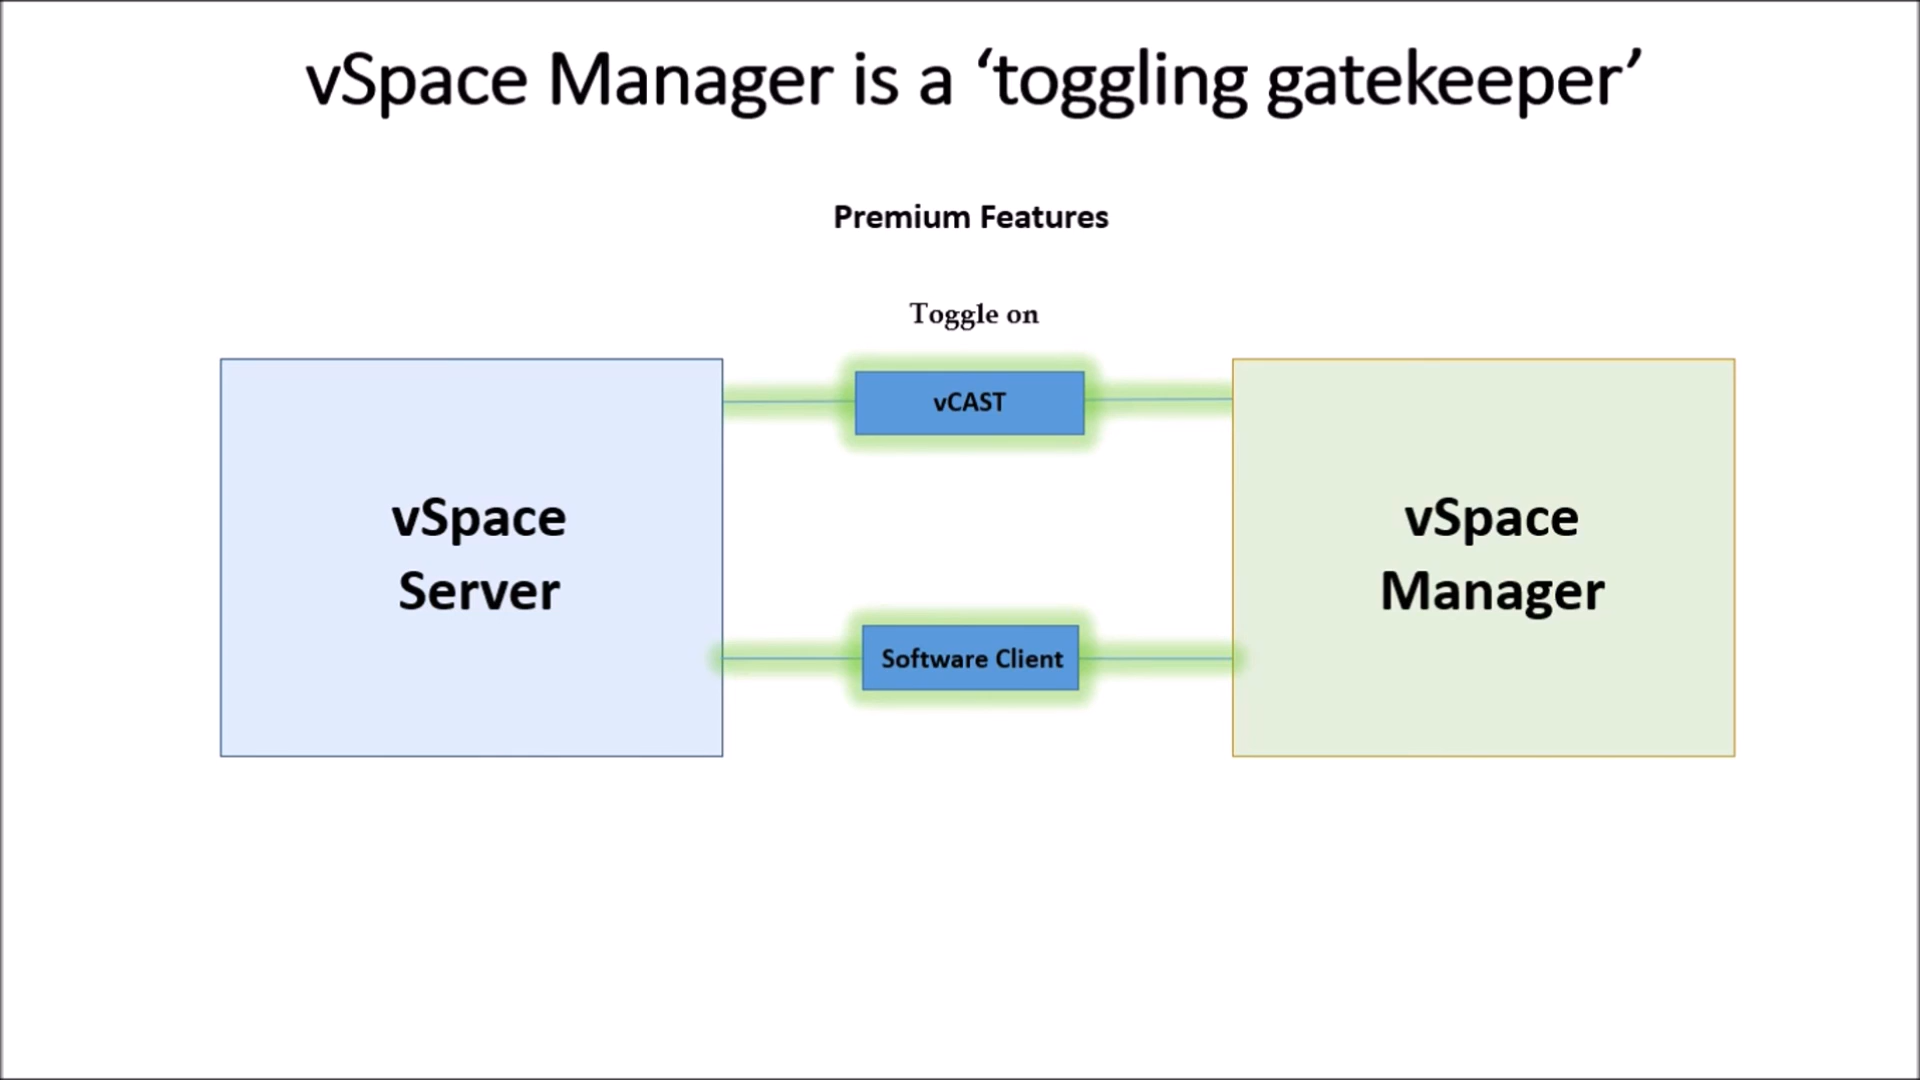 vSpace Manager is a ‘toggling gatekeeper’
Premium Features
Toggle on
vCAST
vSpace
Server
vSpace
Manager
Software Client